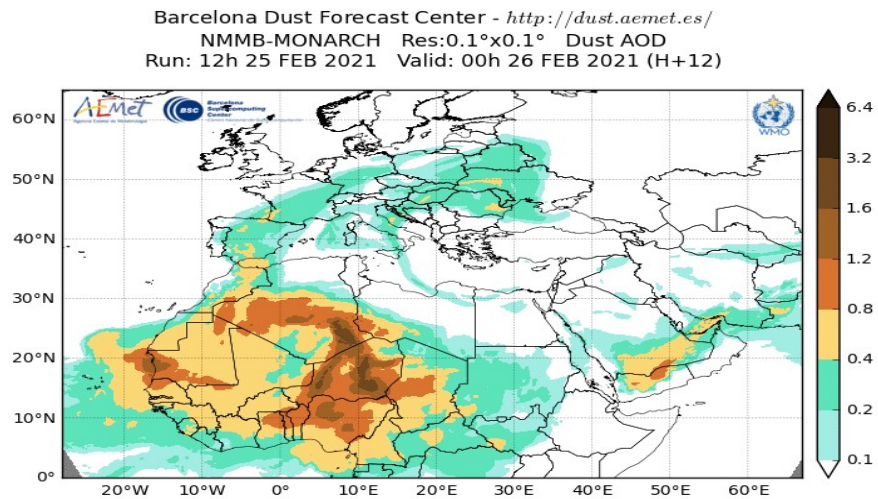 Barcelona Dust Forecast Center - http://dust.aemet.es/
NMMB-MONARCH Res:0.1°x0.1° Dust AOD
Run: 12h 25 FEB 2021 Valid: 00h 26 FEB 2021 (H+12)
AEMet
BSC
Barcelona
Supercomputing
Center
WMO
60°N
50°N
40°N
30°N
20°N
10°N
0°
20°W
10°W
0°
10°E
20°E
30°E
40°E
50°E
60°E
6.4
3.2
1.6
1.2
0.8
0.4
0.2
0.1